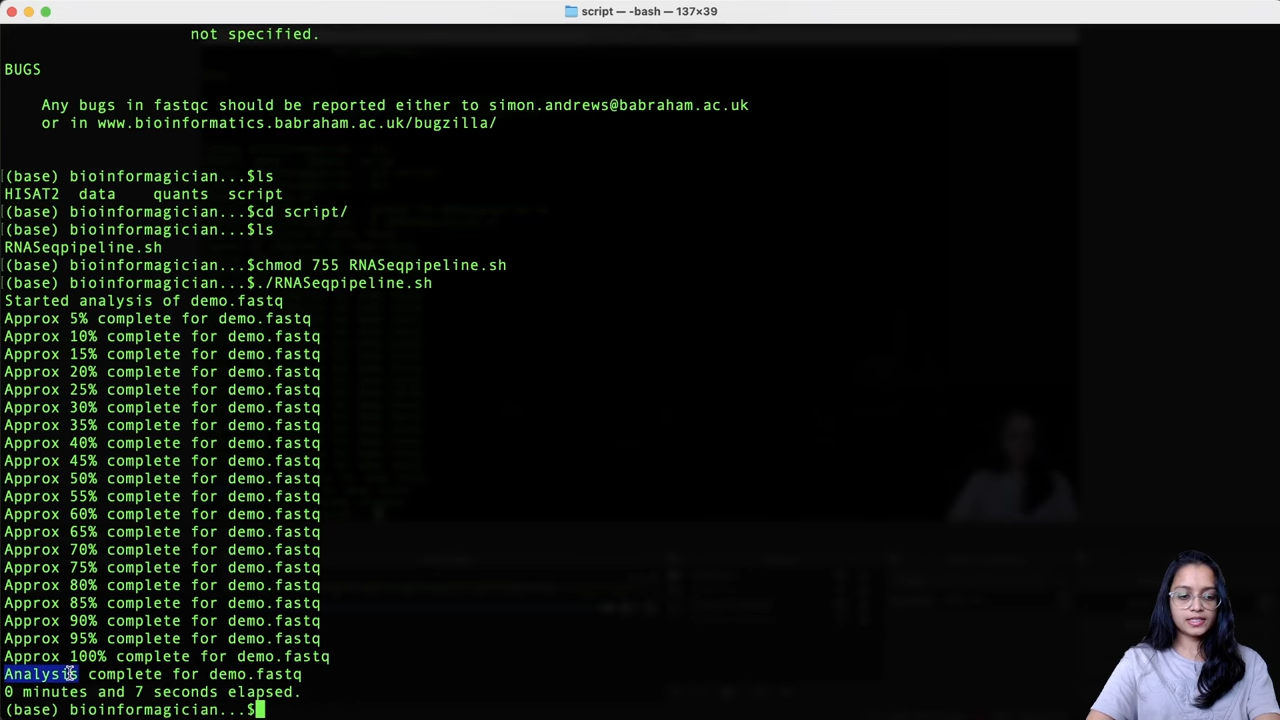 script — -bash — 137×39
not specified.
BUGS
Any bugs in fastqc should be reported either to simon.andrews@babraham.ac.uk
or in www.bioinformatics.babraham.ac.uk/bugzilla/
(base) bioinformagician...$ls
HISAT2 data quants script
(base) bioinformagician...$cd script/
(base) bioinformagician...$ls
RNASeqpipeline.sh
(base) bioinformagician...$chmod 755 RNASeqpipeline.sh
(base) bioinformagician...$./RNASeqpipeline.sh
Started analysis of demo.fastq
Approx 5% complete for demo.fastq
Approx 10% complete for demo.fastq
Approx 15% complete for demo.fastq
Approx 20% complete for demo.fastq
Approx 25% complete for demo.fastq
Approx 30% complete for demo.fastq
Approx 35% complete for demo.fastq
Approx 40% complete for demo.fastq
Approx 45% complete for demo.fastq
Approx 50% complete for demo.fastq
Approx 55% complete for demo.fastq
Approx 60% complete for demo.fastq
Approx 65% complete for demo.fastq
Approx 70% complete for demo.fastq
Approx 75% complete for demo.fastq
Approx 80% complete for demo.fastq
Approx 85% complete for demo.fastq
Approx 90% complete for demo.fastq
Approx 95% complete for demo.fastq
Approx 100% complete for demo.fastq
Analysis complete for demo.fastq
0 minutes and 7 seconds elapsed.
(base) bioinformagician...$